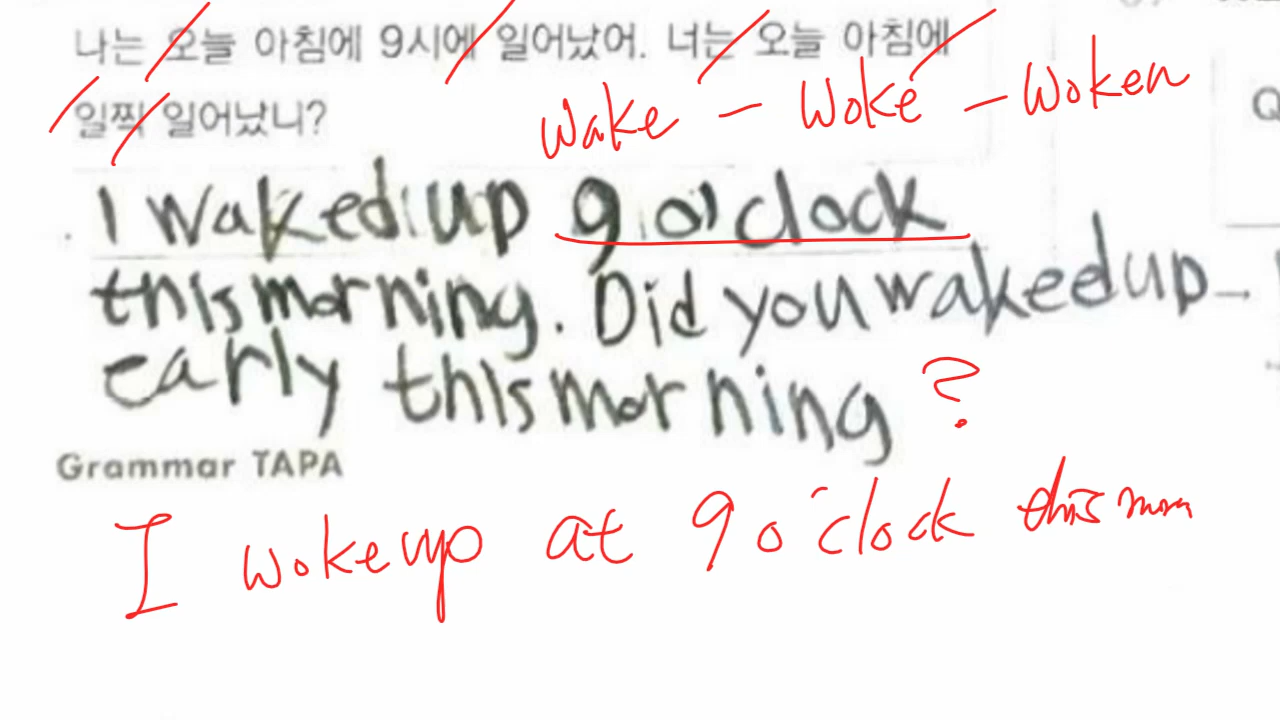 나는 오늘 아침에 9시에 일어났어. 너는 오늘 아침에
일찍 일어났니?
wake - woke - woken
I waked up 9 o'clock
this morning. Did you waked up
early this morning ?
Grammar TAPA
I woke up at 9 o'clock this morn